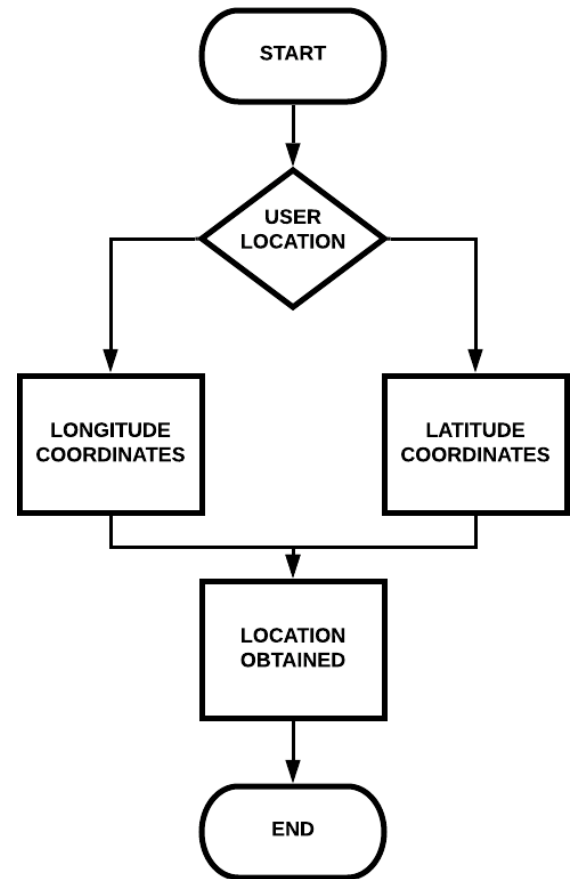 START
USER
LOCATION
LONGITUDE
COORDINATES
LATITUDE
COORDINATES
LOCATION
OBTAINED
END